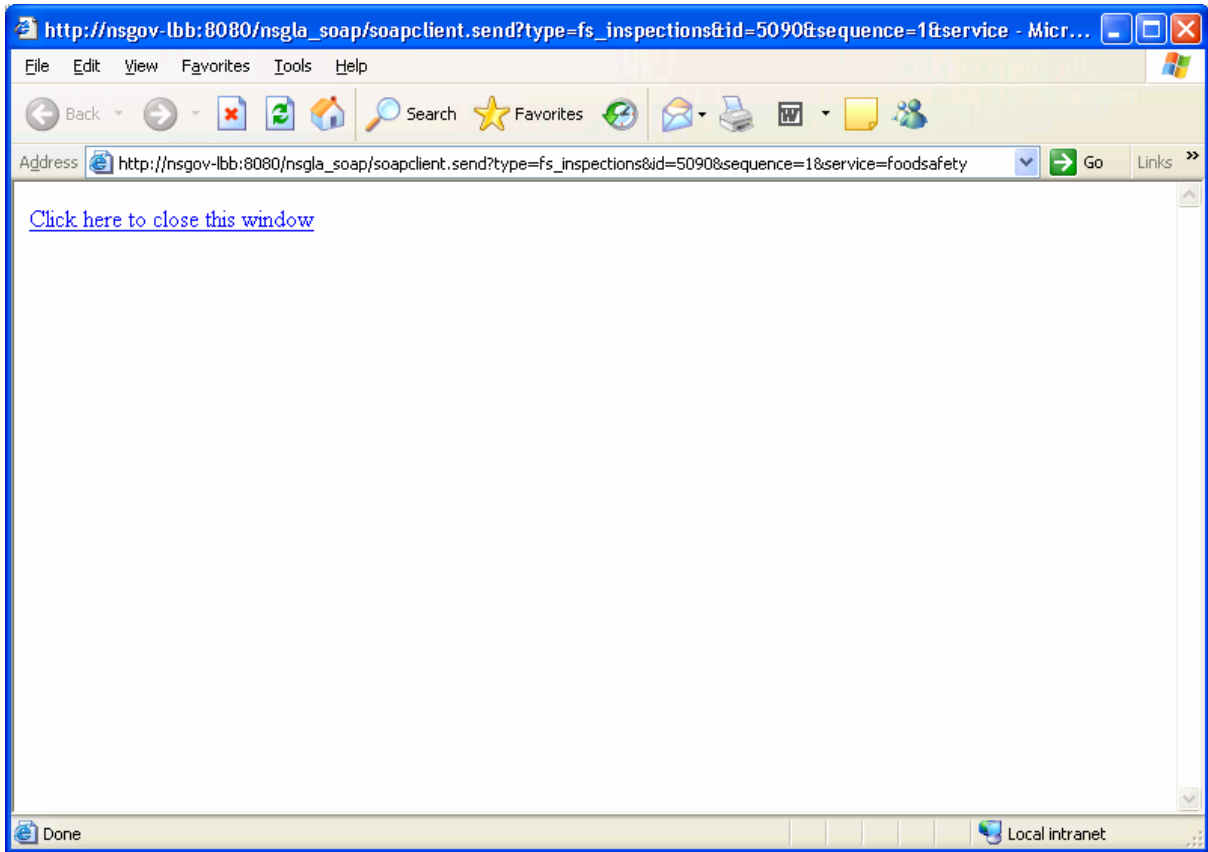 http://nsgov-lbb:8080/nsgla_soap/soapclient.send?type=fs_inspections&id=5090&sequence=1&service - Micr...
File Edit View Favorites Tools Help
Back Search Favorites
Address http://nsgov-lbb:8080/nsgla_soap/soapclient.send?type=fs_inspections&id=5090&sequence=1&service=foodsafety Go Links »
Click here to close this window
Done Local intranet